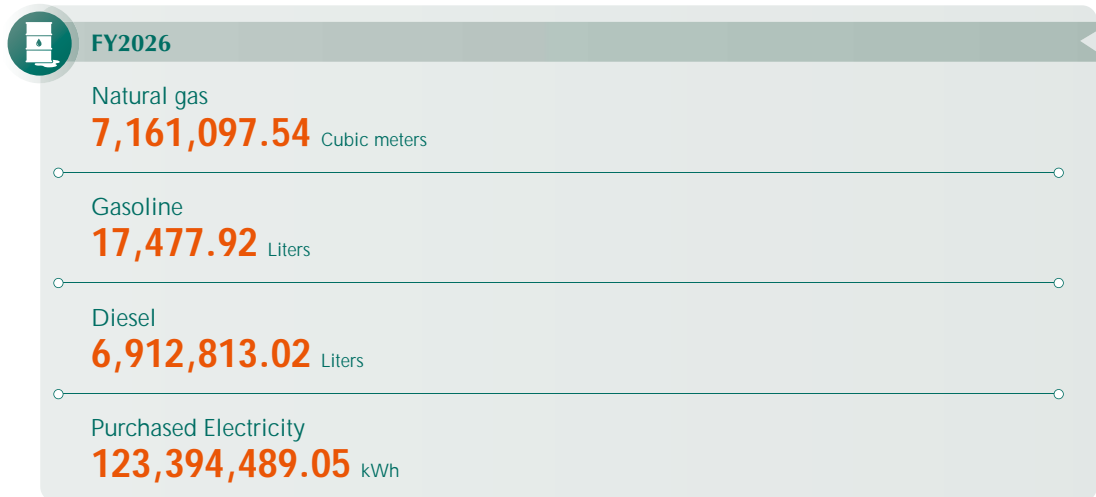 FY2026
Natural gas
7,161,097.54 Cubic meters
Gasoline
17,477.92 Liters
Diesel
6,912,813.02 Liters
Purchased Electricity
123,394,489.05 kWh